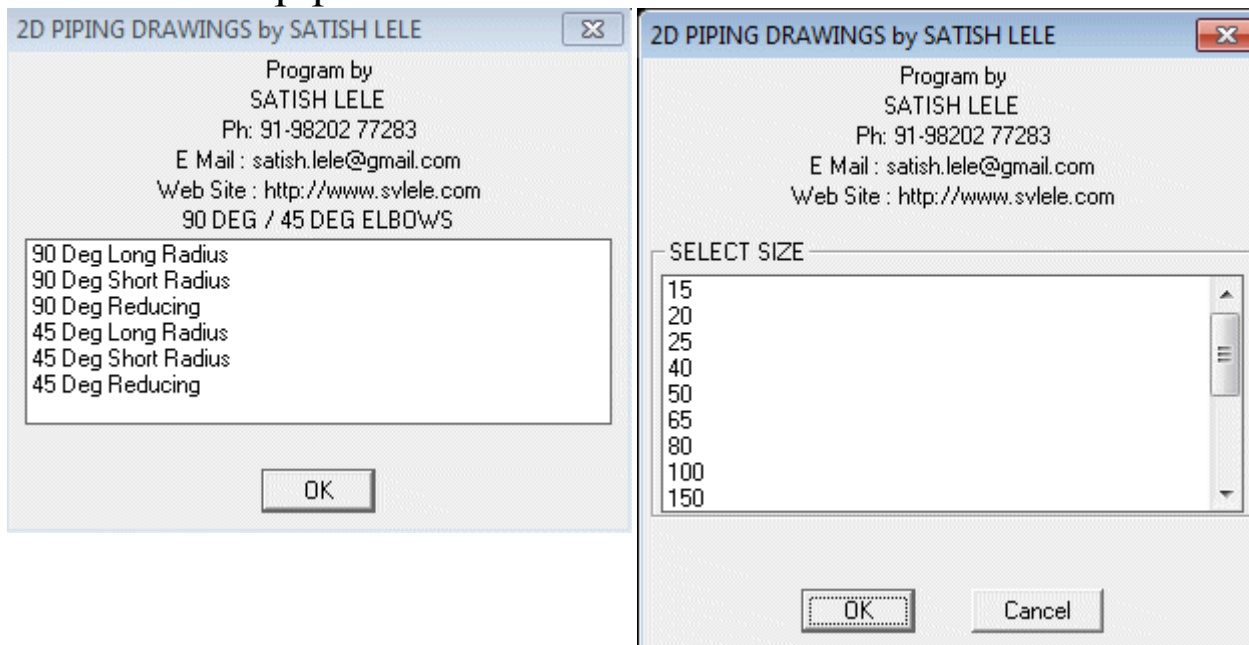 2D PIPING DRAWINGS by SATISH LELE
Program by
SATISH LELE
Ph: 91-98202 77283
E Mail : satish.lele@gmail.com
Web Site : http://www.svlele.com
90 DEG / 45 DEG ELBOWS
90 Deg Long Radius
90 Deg Short Radius
90 Deg Reducing
45 Deg Long Radius
45 Deg Short Radius
45 Deg Reducing
OK
2D PIPING DRAWINGS by SATISH LELE
Program by
SATISH LELE
Ph: 91-98202 77283
E Mail : satish.lele@gmail.com
Web Site : http://www.svlele.com
SELECT SIZE
15
20
25
40
50
65
80
100
150
OK
Cancel